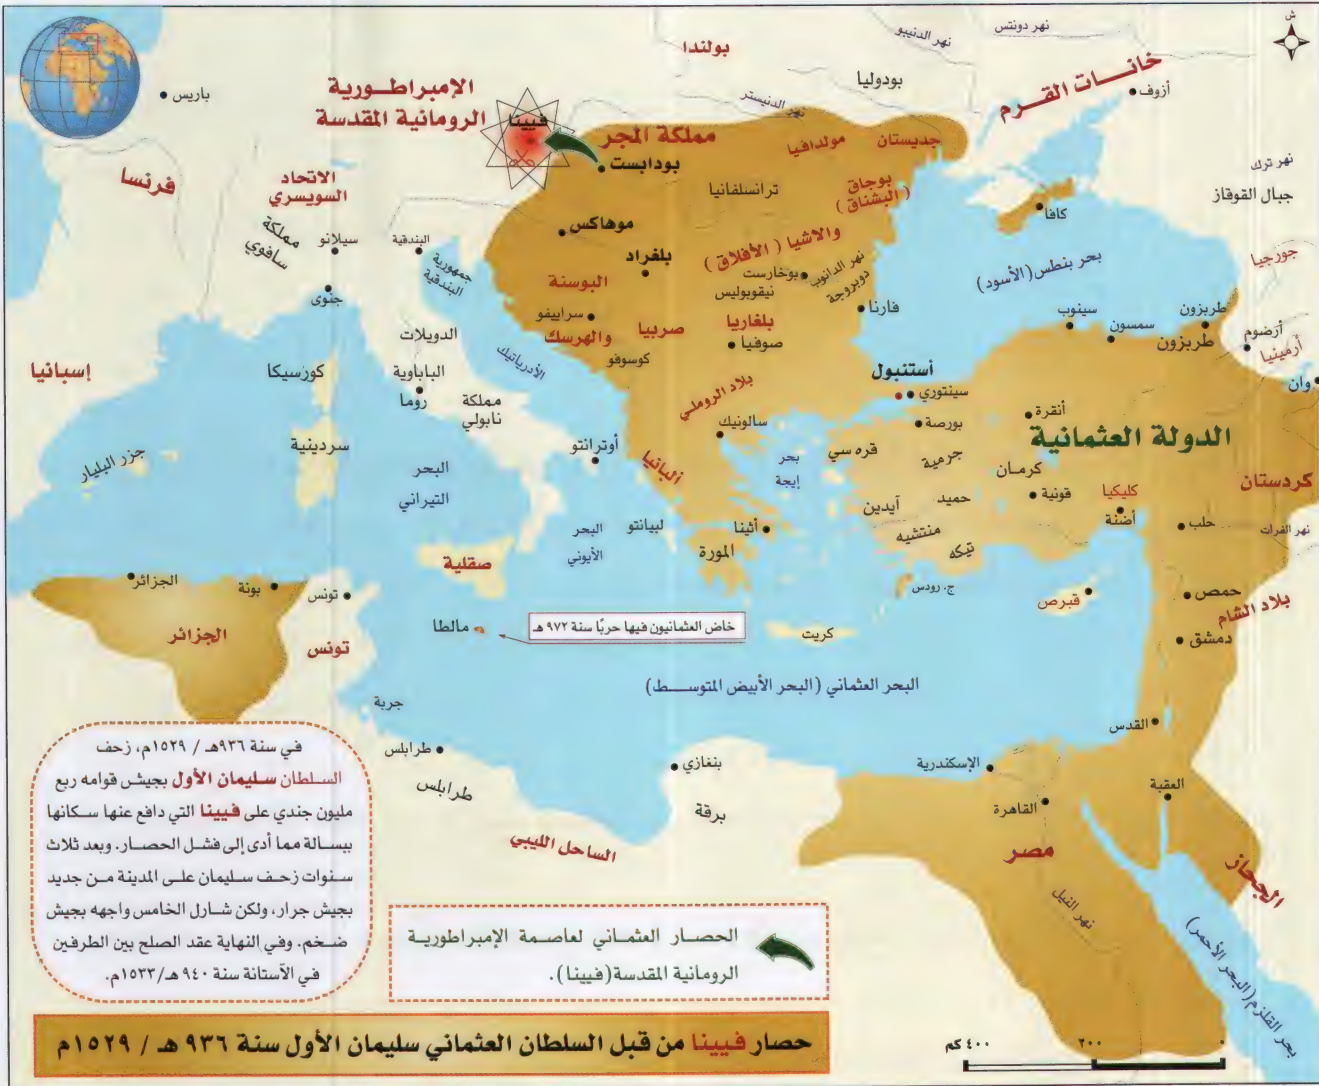 ش
نهر دونتس
نهر الدنيبو
بولندا
بودوليا
خانات القرم
أزوف
باريس
الإمبراطورية
الرومانية المقدسة
فيينا
نهر الدنيستر
مملكة المجر
مولدافيا
جديستان
بودابست
نهر ترك
جبال القوقاز
فرنسا
الاتحاد
السويسري
ترانسلفانيا
بوجاق
(البشناق)
كافا
مملكة
سافوي
سيلانو
البندقية
جمهورية
البندقية
موهاكس
والاشيا (الأفلاق)
بلغراد
بوخارست
نهر الدانوب
دوبروجة
نيقوبوليس
بحر بنطس (الأسود)
جورجيا
جنوى
البوسنة
والهرسك
سراييفو
صربيا
بلغاريا
صوفيا
فارنا
سينوب
سمسون
طربزون
طربزون
أرضوم
أرمينيا
إسبانيا
كورسيكا
الدويلات
الباباوية
روما
الأدرياتيك
كوسوفو
وان
مملكة
نابولي
بلاد الروملي
أستنبول
سينتوري
بورصة
أنقرة
الدولة العثمانية
جزر البليار
سردينية
البحر
التيراني
أوترانتو
ألبانيا
سالونيك
بحر
إيجة
قره سي
جرمية
كرمان
كردستان
آيدين
حميد
قونية
كليكيا
أضنة
حلب
نهر الفرات
البحر
الأيوني
ليبانتو
أثينا
المورة
منتشيه
تيكه
صقلية
ج. رودس
قبرص
حمص
بلاد الشام
الجزائر
بونة
تونس
الجزائر
تونس
مالطا
خاض العثمانيون فيها حربًا سنة ٩٧٢ هـ
كريت
دمشق
البحر العثماني (البحر الأبيض المتوسط)
جربة
القدس
طرابلس
طرابلس
بنغازي
برقة
الإسكندرية
القاهرة
العقبة
الساحل الليبي
مصر
الحجاز
نهر النيل
بحر القلزم (البحر الأحمر)
في سنة ٩٣٦هـ / ١٥٢٩م، زحف
السلطان سليمان الأول بجيش قوامه ربع
مليون جندي على فيينا التي دافع عنها سكانها
ببسالة مما أدى إلى فشل الحصار. وبعد ثلاث
سنوات زحف سليمان على المدينة من جديد
بجيش جرار، ولكن شارل الخامس واجهه بجيش
ضخم. وفي النهاية عقد الصلح بين الطرفين
في الآستانة سنة ٩٤٠ هـ/١٥٣٣م.
الحصار العثماني لعاصمة الإمبراطورية
الرومانية المقدسة (فيينا).
حصار فيينا من قبل السلطان العثماني سليمان الأول سنة ٩٣٦ هـ / ١٥٢٩م
٤٠٠ كم
٢٠٠
٠